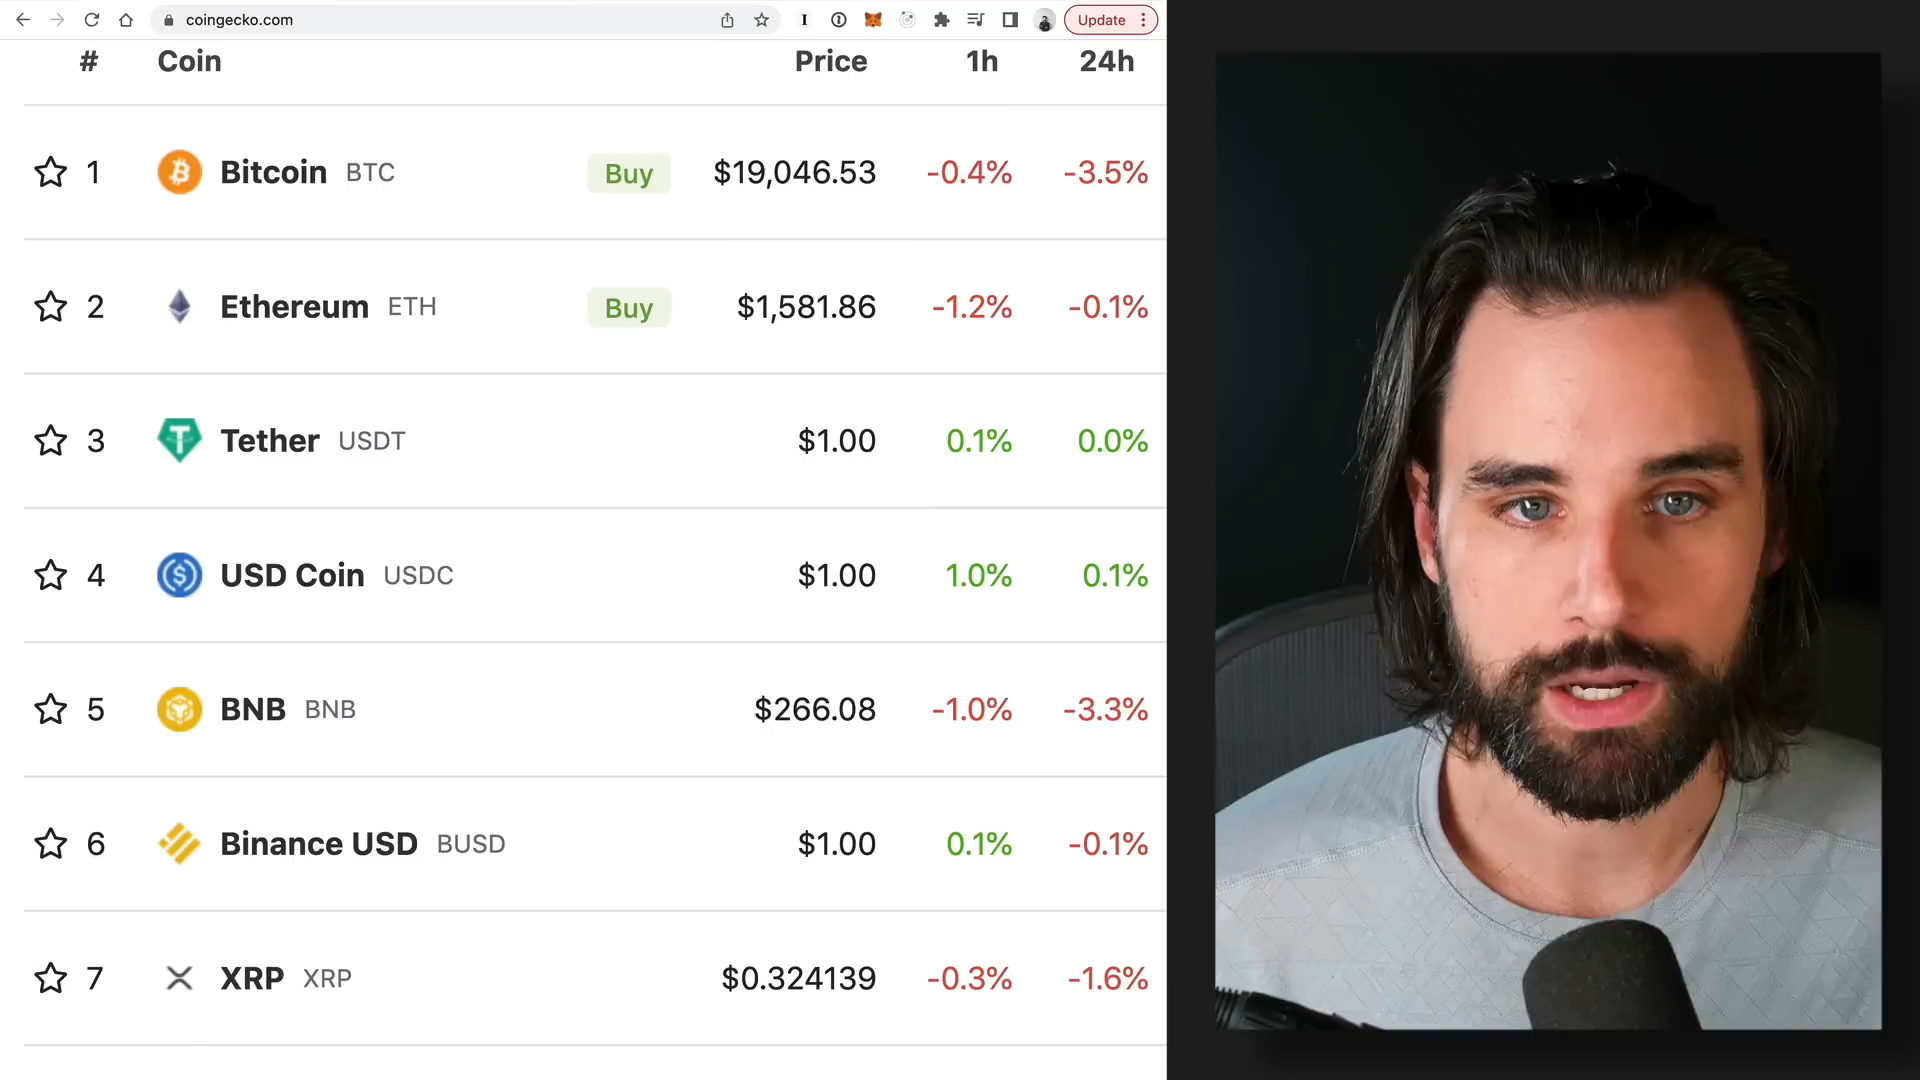 coingecko.com
Update
# Coin Price 1h 24h
1 Bitcoin BTC Buy $19,046.53 -0.4% -3.5%
2 Ethereum ETH Buy $1,581.86 -1.2% -0.1%
3 Tether USDT $1.00 0.1% 0.0%
4 USD Coin USDC $1.00 1.0% 0.1%
5 BNB BNB $266.08 -1.0% -3.3%
6 Binance USD BUSD $1.00 0.1% -0.1%
7 XRP XRP $0.324139 -0.3% -1.6%